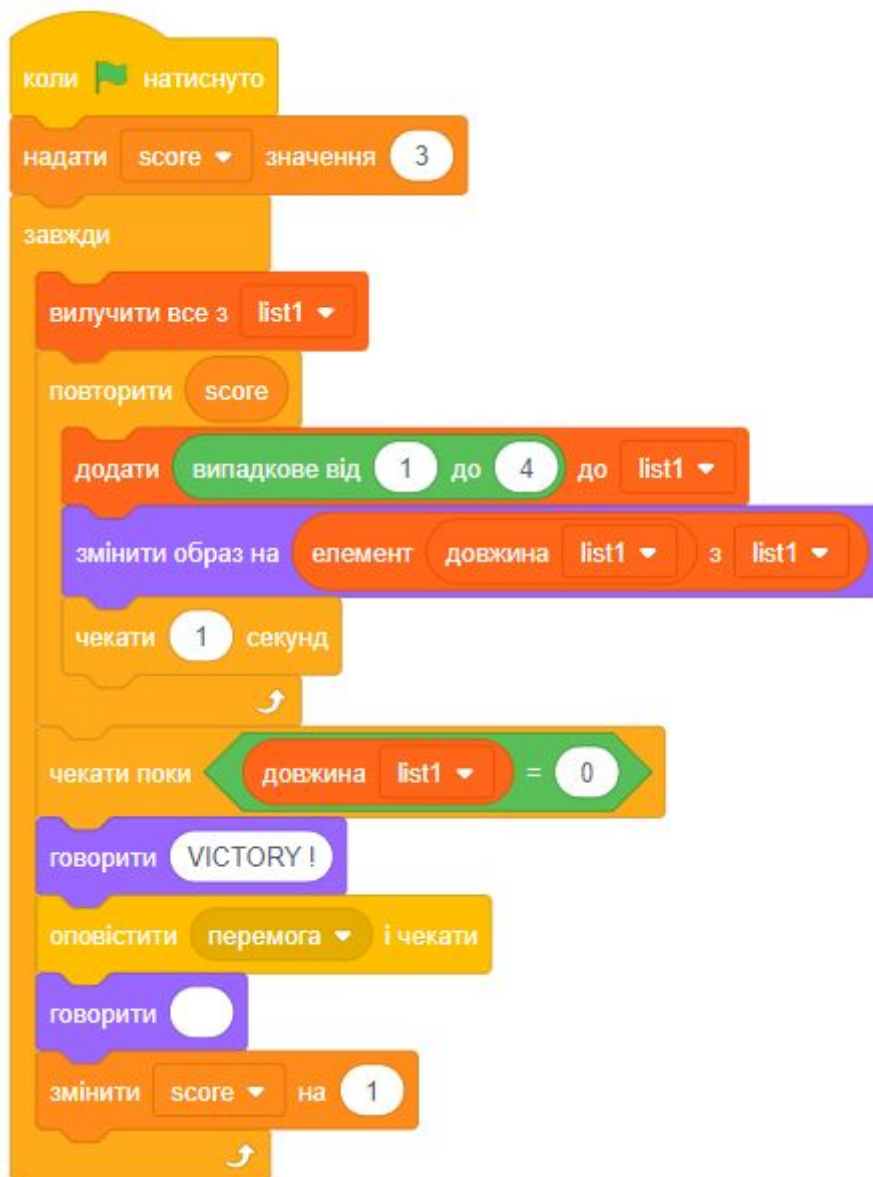 коли натиснуто
надати score значення 3
завжди
вилучити все з list1
повторити score
додати випадкове від 1 до 4 до list1
змінити образ на елемент довжина list1 з list1
чекати 1 секунд
чекати поки довжина list1 = 0
говорити VICTORY !
оповістити перемога і чекати
говорити
змінити score на 1